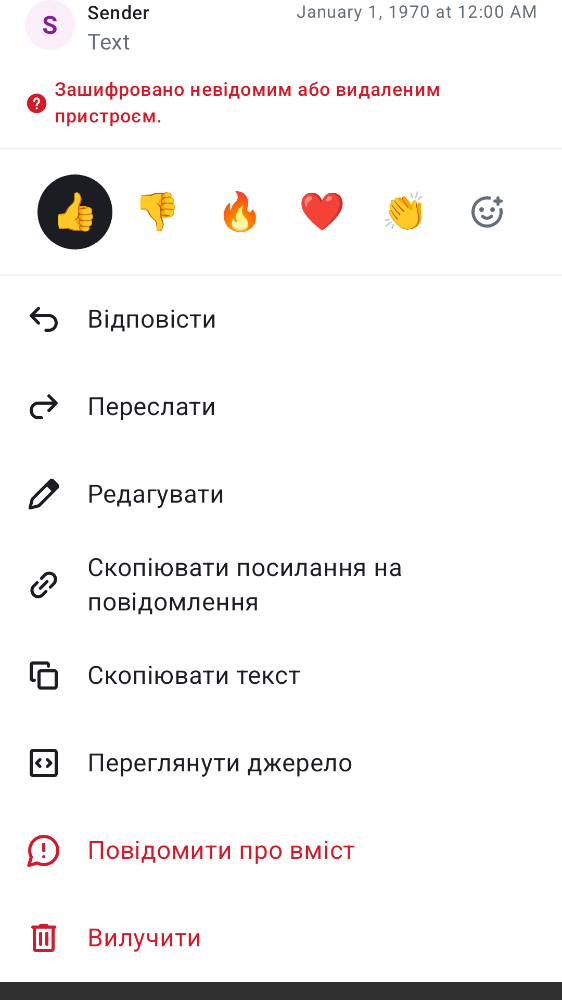 S
Sender
January 1, 1970 at 12:00 AM
Text
Зашифровано невідомим або видаленим
пристроєм.
Відповісти
Переслати
Редагувати
Скопіювати посилання на
повідомлення
Скопіювати текст
Переглянути джерело
Повідомити про вміст
Вилучити